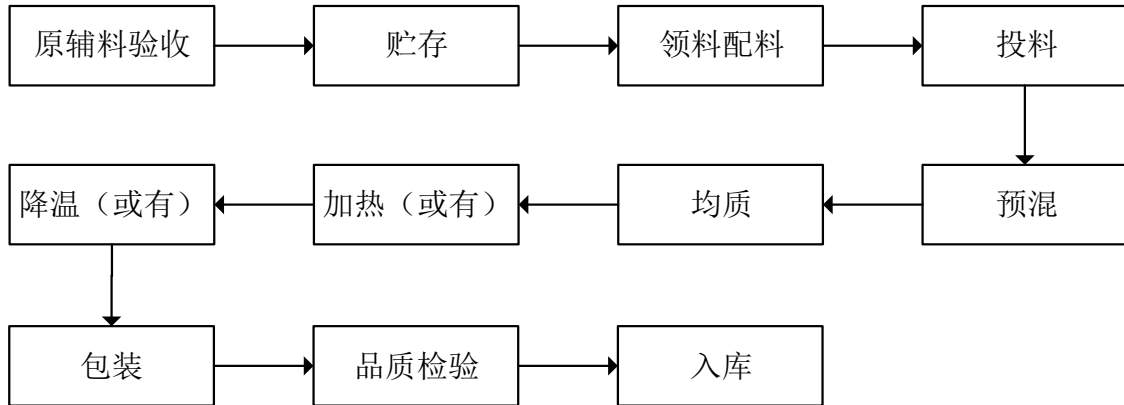 原辅料验收
贮存
领料配料
投料
预混
均质
加热（或有）
降温（或有）
包装
品质检验
入库